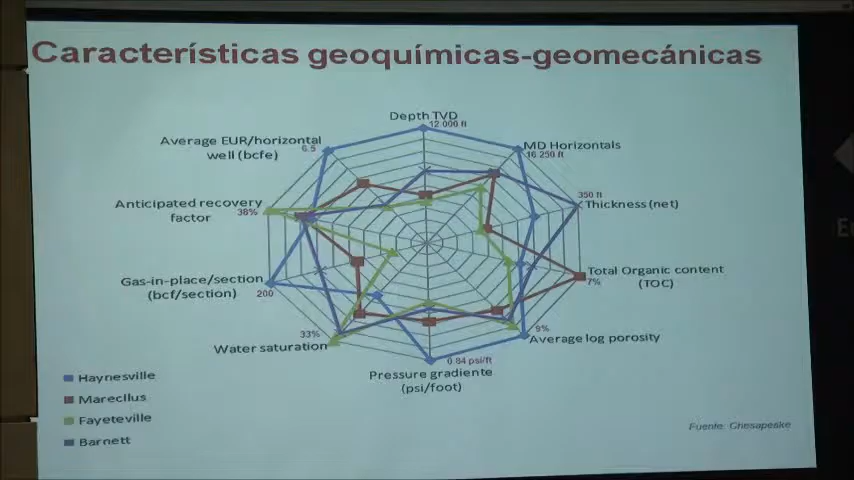 Características geoquímicas-geomecánicas
Depth TVD
12 000 ft
Average EUR/horizontal
well (bcfe)
6.5
MD Horizontals
16 250 ft
350 ft
Thickness (net)
Anticipated recovery
factor
38%
Total Organic content
(TOC)
7%
Gas-in-place/section
(bcf/section)
200
33%
Water saturation
9%
Average log porosity
0.84 psi/ft
Pressure gradiente
(psi/foot)
Haynesville
Marecllus
Fayeteville
Barnett
Fuente: Chesapeake